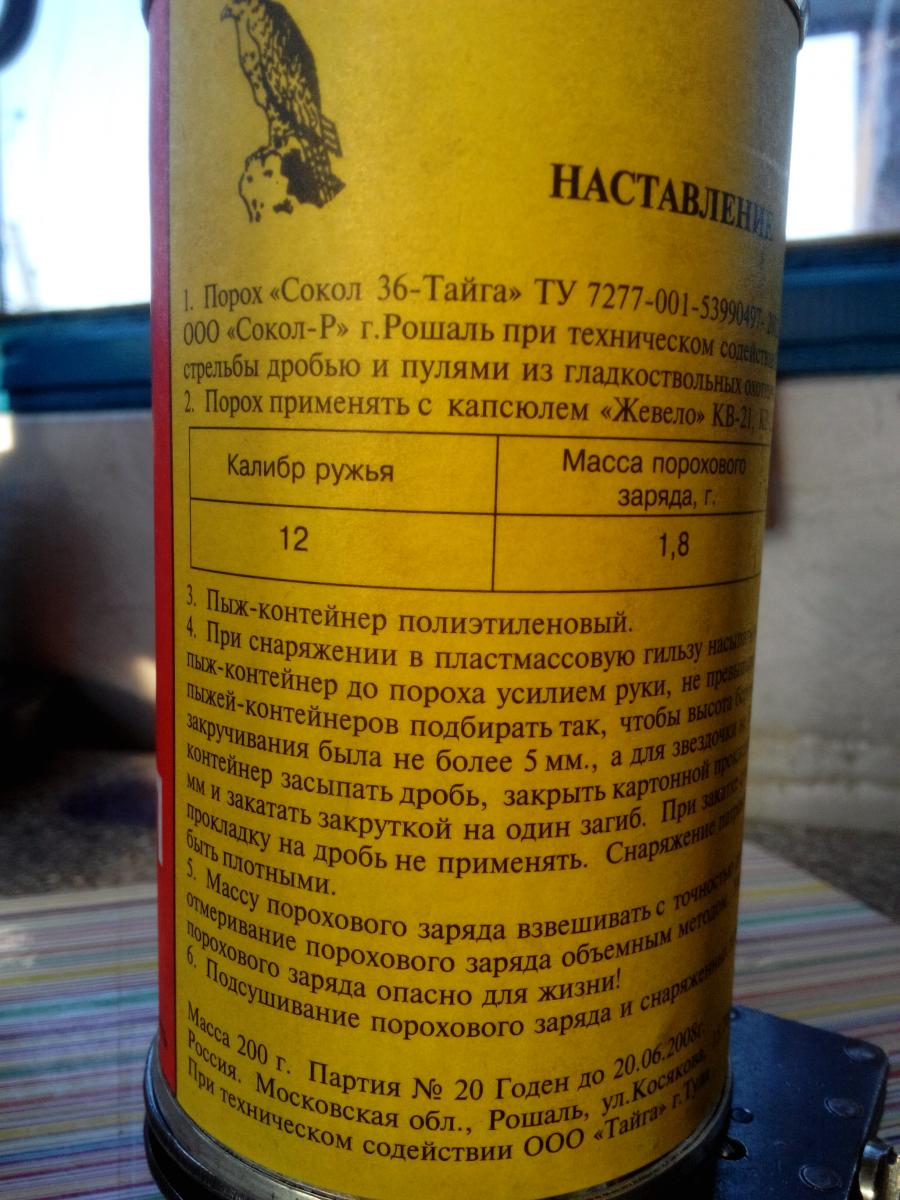 НАСТАВЛЕНИЕ
1. Порох «Сокол 36-Тайга» ТУ 7277-001-53990497-
ООО «Сокол-Р» г.Рошаль при техническом
стрельбы дробью и пулями из гладкоствольных
2. Порох применять с капсюлем «Жевело» КВ-21,
Калибр ружья
Масса порохового
заряда, г.
12
1,8
3. Пыж-контейнер полиэтиленовый.
4. При снаряжении в пластмассовую гильзу
пыж-контейнер до пороха усилием руки, не
пыжей-контейнеров подбирать так, чтобы высота
закручивания была не более 5 мм., а для звездочки
контейнер засыпать дробь, закрыть картонной
мм и закатать закруткой на один загиб. При
прокладку на дробь не применять. Снаряжение
быть плотными.
5. Массу порохового заряда взвешивать с точностью
отмеривание порохового заряда объемным методом.
порохового заряда опасно для жизни!
6. Подсушивание порохового заряда и
Масса 200 г. Партия № 20 Годен до 20.06.2008г.
Россия. Московская обл., Рошаль, ул.Косякова,
При техническом содействии ООО «Тайга» г.Тула